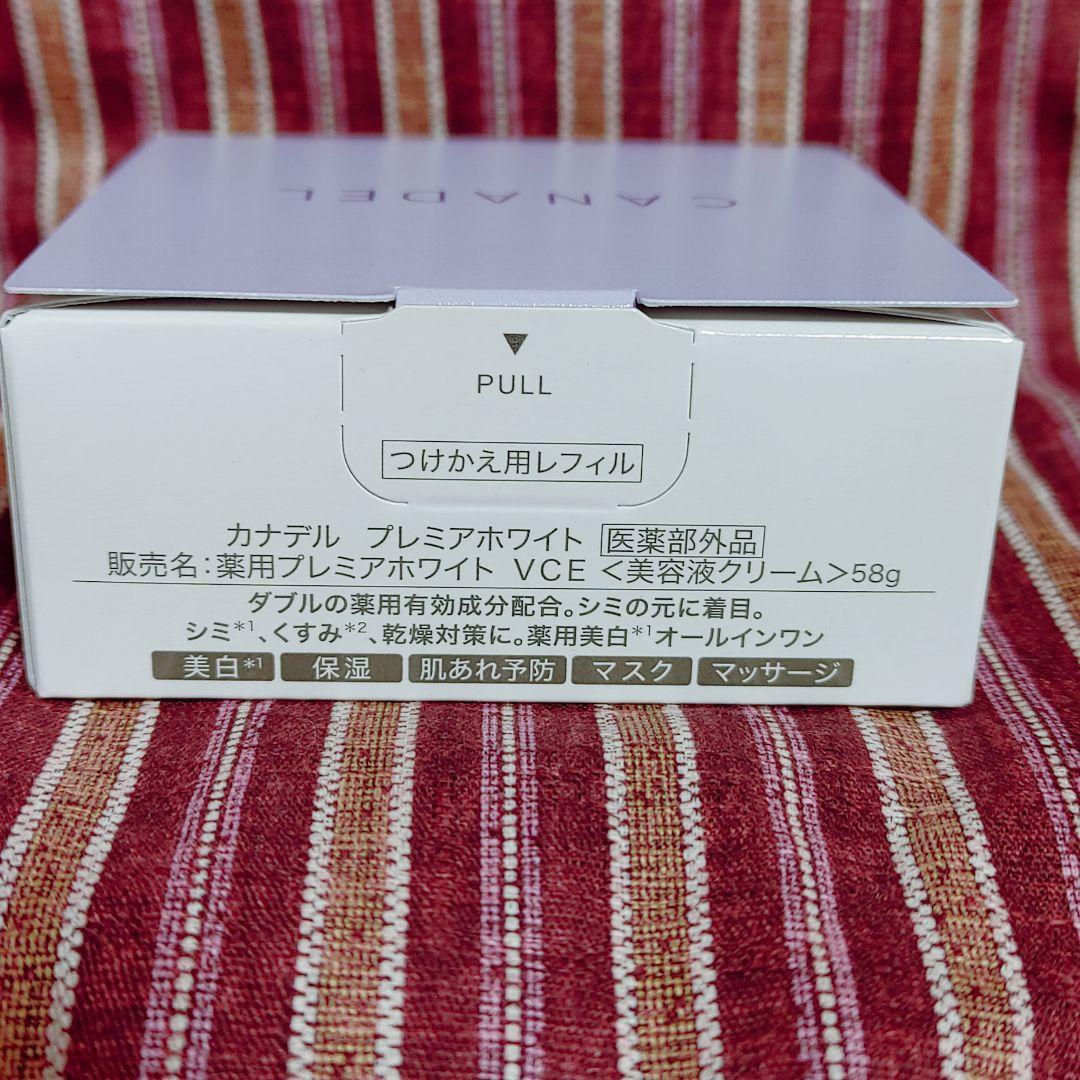 CANADEL
PULL
つけかえ用レフィル
カナデル プレミアホワイト 医薬部外品
販売名:薬用プレミアホワイト VCE <美容液クリーム>58g
ダブルの薬用有効成分配合。シミの元に着目。
シミ*1、くすみ*2、乾燥対策に。薬用美白*1オールインワン
美白*1 保湿 肌あれ予防 マスク マッサージ